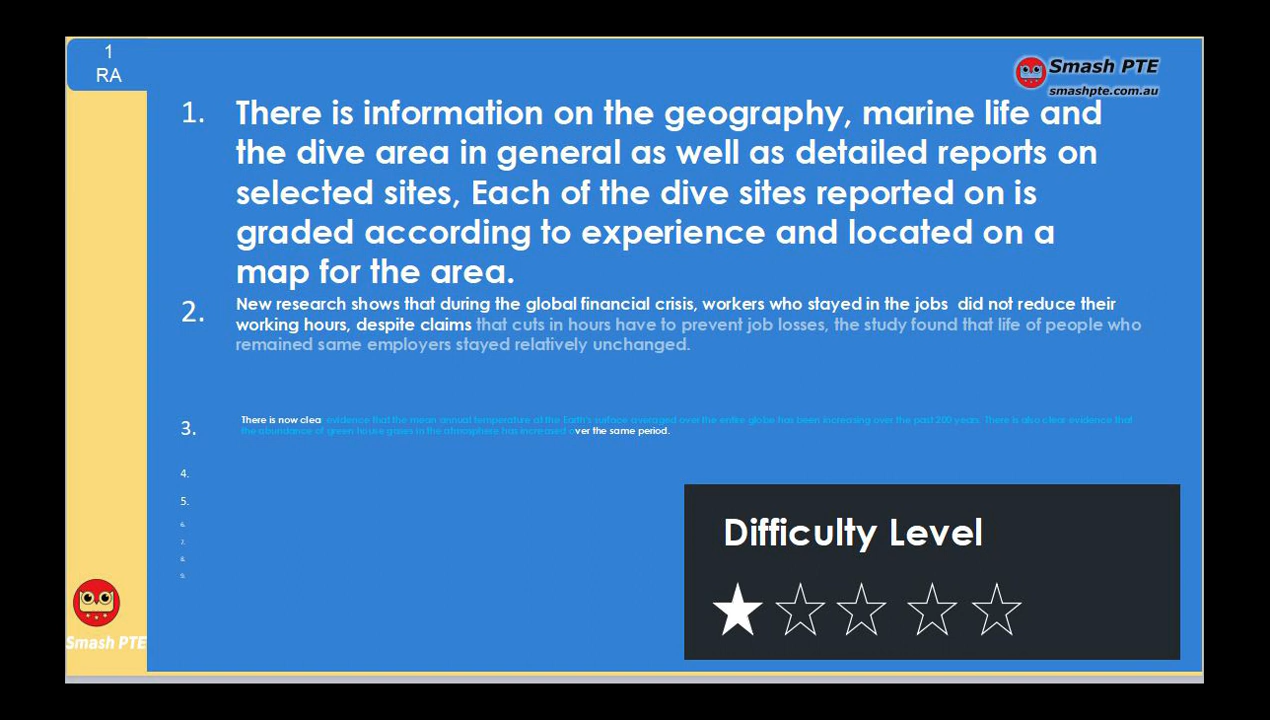 1
RA
Smash PTE
smashpte.com.au
1. There is information on the geography, marine life and
the dive area in general as well as detailed reports on
selected sites, Each of the dive sites reported on is
graded according to experience and located on a
map for the area.
2. New research shows that during the global financial crisis, workers who stayed in the jobs did not reduce their
working hours, despite claims that cuts in hours have to prevent job losses, the study found that life of people who
remained same employers stayed relatively unchanged.
3. There is now clea evidence that the mean annual temperature at the Earth's surface averaged over the entire globe has been increasing over the past 200 years. There is also clear evidence that
the abundance of green house gases in the atmosphere has increased over the same period.
4.
5.
6.
7.
8.
9.
Difficulty Level
Smash PTE